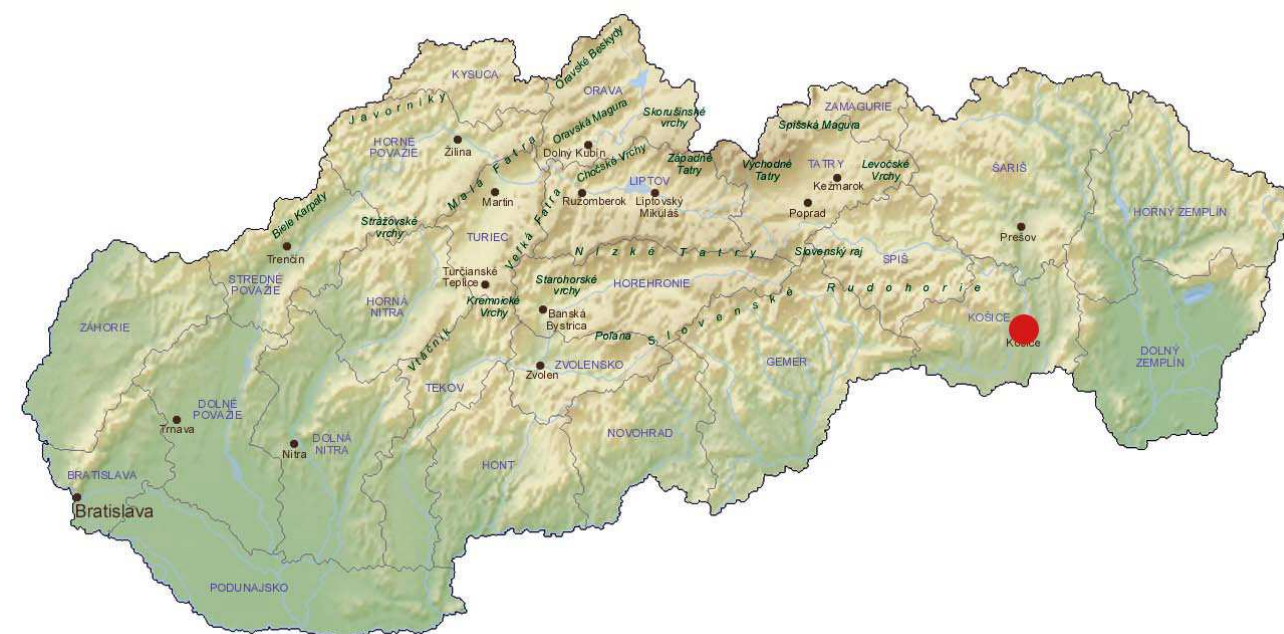 KYSUCA
Oravské Beskydy
ORAVA
Javorníky
Oravská Magura
Skorušinské
vrchy
ZAMAGURIE
Spišská Magura
HORNÉ
POVAŽIE
Žilina
Malá Fatra
Dolný Kubín
Chočské Vrchy
Západné
Tatry
Východné
Tatry
TATRY
Kežmarok
Levočské
Vrchy
ŠARIŠ
LIPTOV
Martin
Ružomberok
Liptovský
Mikuláš
Poprad
Biele Karpaty
Strážovské
vrchy
Veľká Fatra
TURIEC
Prešov
HORNÝ ZEMPLÍN
Trenčín
Nízké Tatry
Slovenský raj
SPIŠ
STREDNÉ
POVAŽIE
HORNÁ
NITRA
Turčianské
Teplice
Kremnické
Vrchy
Starohorské
vrchy
HOREHRONIE
Slovenské Rudohorie
ZÁHORIE
Banská
Bystrica
KOŠICE
Košice
Vtáčnik
Poľana
ZVOLENSKO
Zvolen
GEMER
DOLNÝ
ZEMPLÍN
TEKOV
DOLNÉ
POVAŽIE
Trnava
DOLNÁ
NITRA
Nitra
NOVOHRAD
HONT
BRATISLAVA
Bratislava
PODUNAJSKO